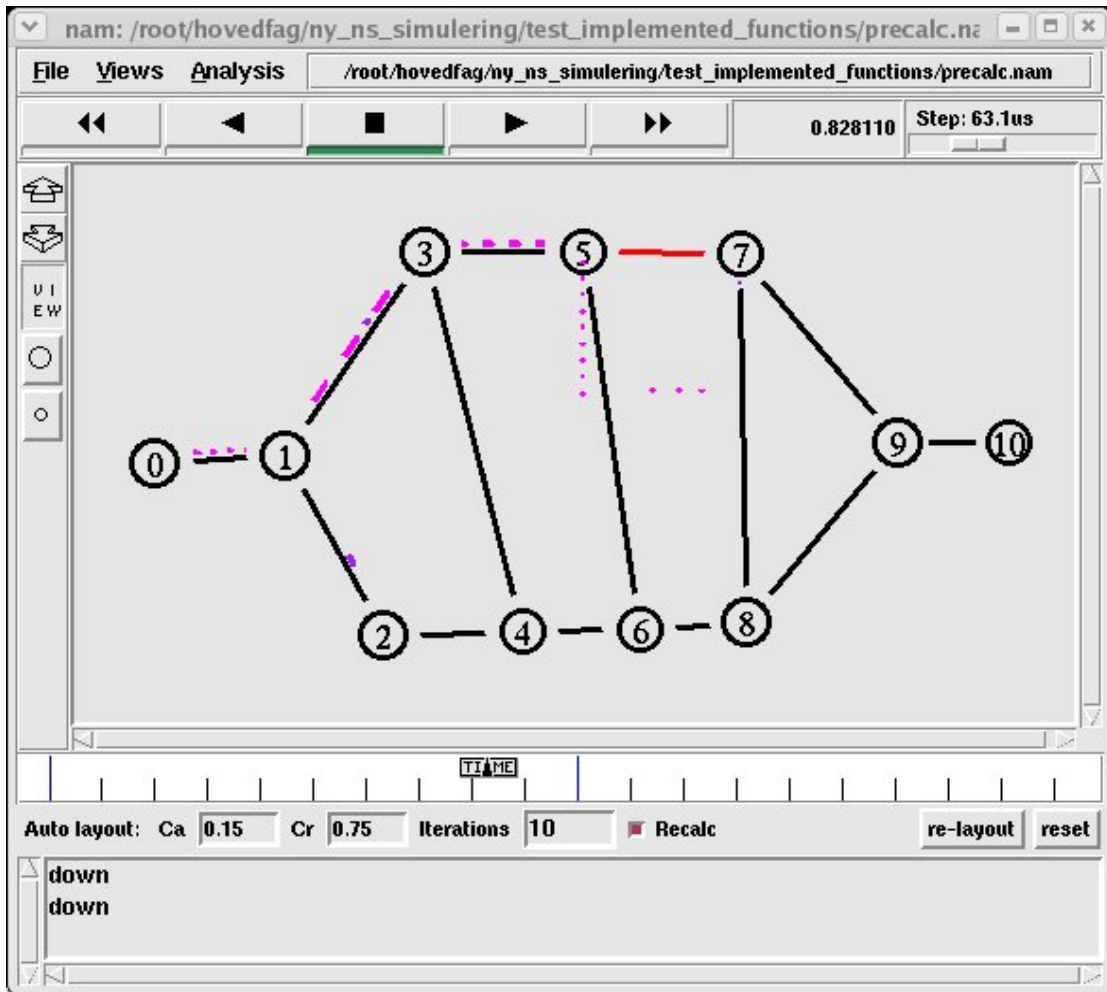 nam: /root/hovedfag/ny_ns_simulering/test_implemented_functions/precalc.na
File Views Analysis /root/hovedfag/ny_ns_simulering/test_implemented_functions/precalc.nam
0.828110 Step: 63.1us
VI
EW
3 5 7
0 1 9 10
2 4 6 8
TIME
Auto layout: Ca 0.15 Cr 0.75 Iterations 10 Recalc re-layout reset
down
down